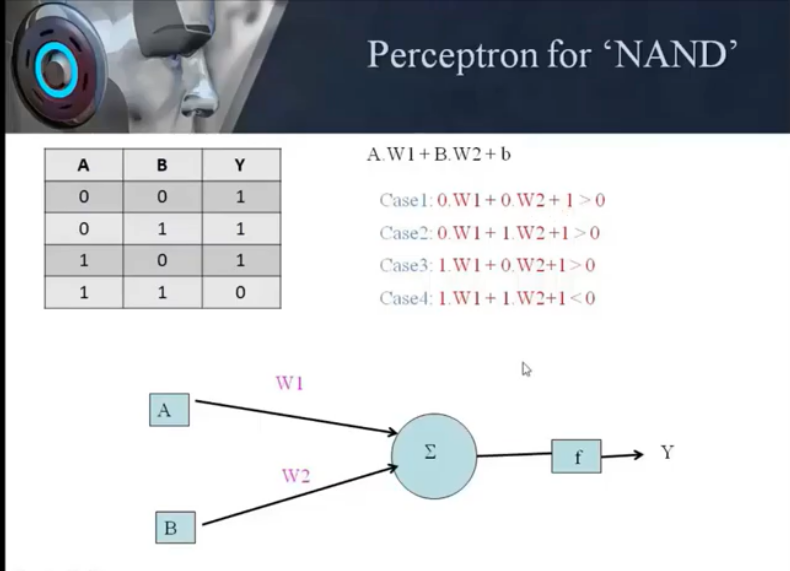 Perceptron for ‘NAND’
A B Y
0 0 1
0 1 1
1 0 1
1 1 0
A.W1+B.W2+b
Case1: 0.W1+0.W2+1>0
Case2: 0.W1+1.W2+1>0
Case3: 1.W1+0.W2+1>0
Case4: 1.W1+1.W2+1<0
W1
A
Σ
f
Y
W2
B